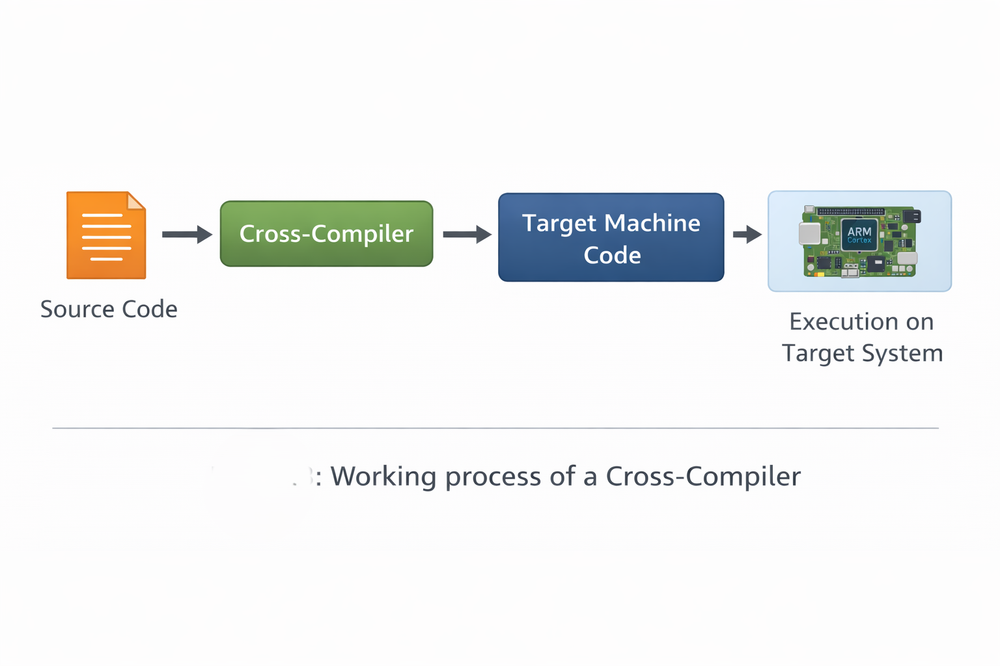 Source Code
Cross-Compiler
Target Machine
Code
ARM
Cortex
Execution on
Target System
: Working process of a Cross-Compiler